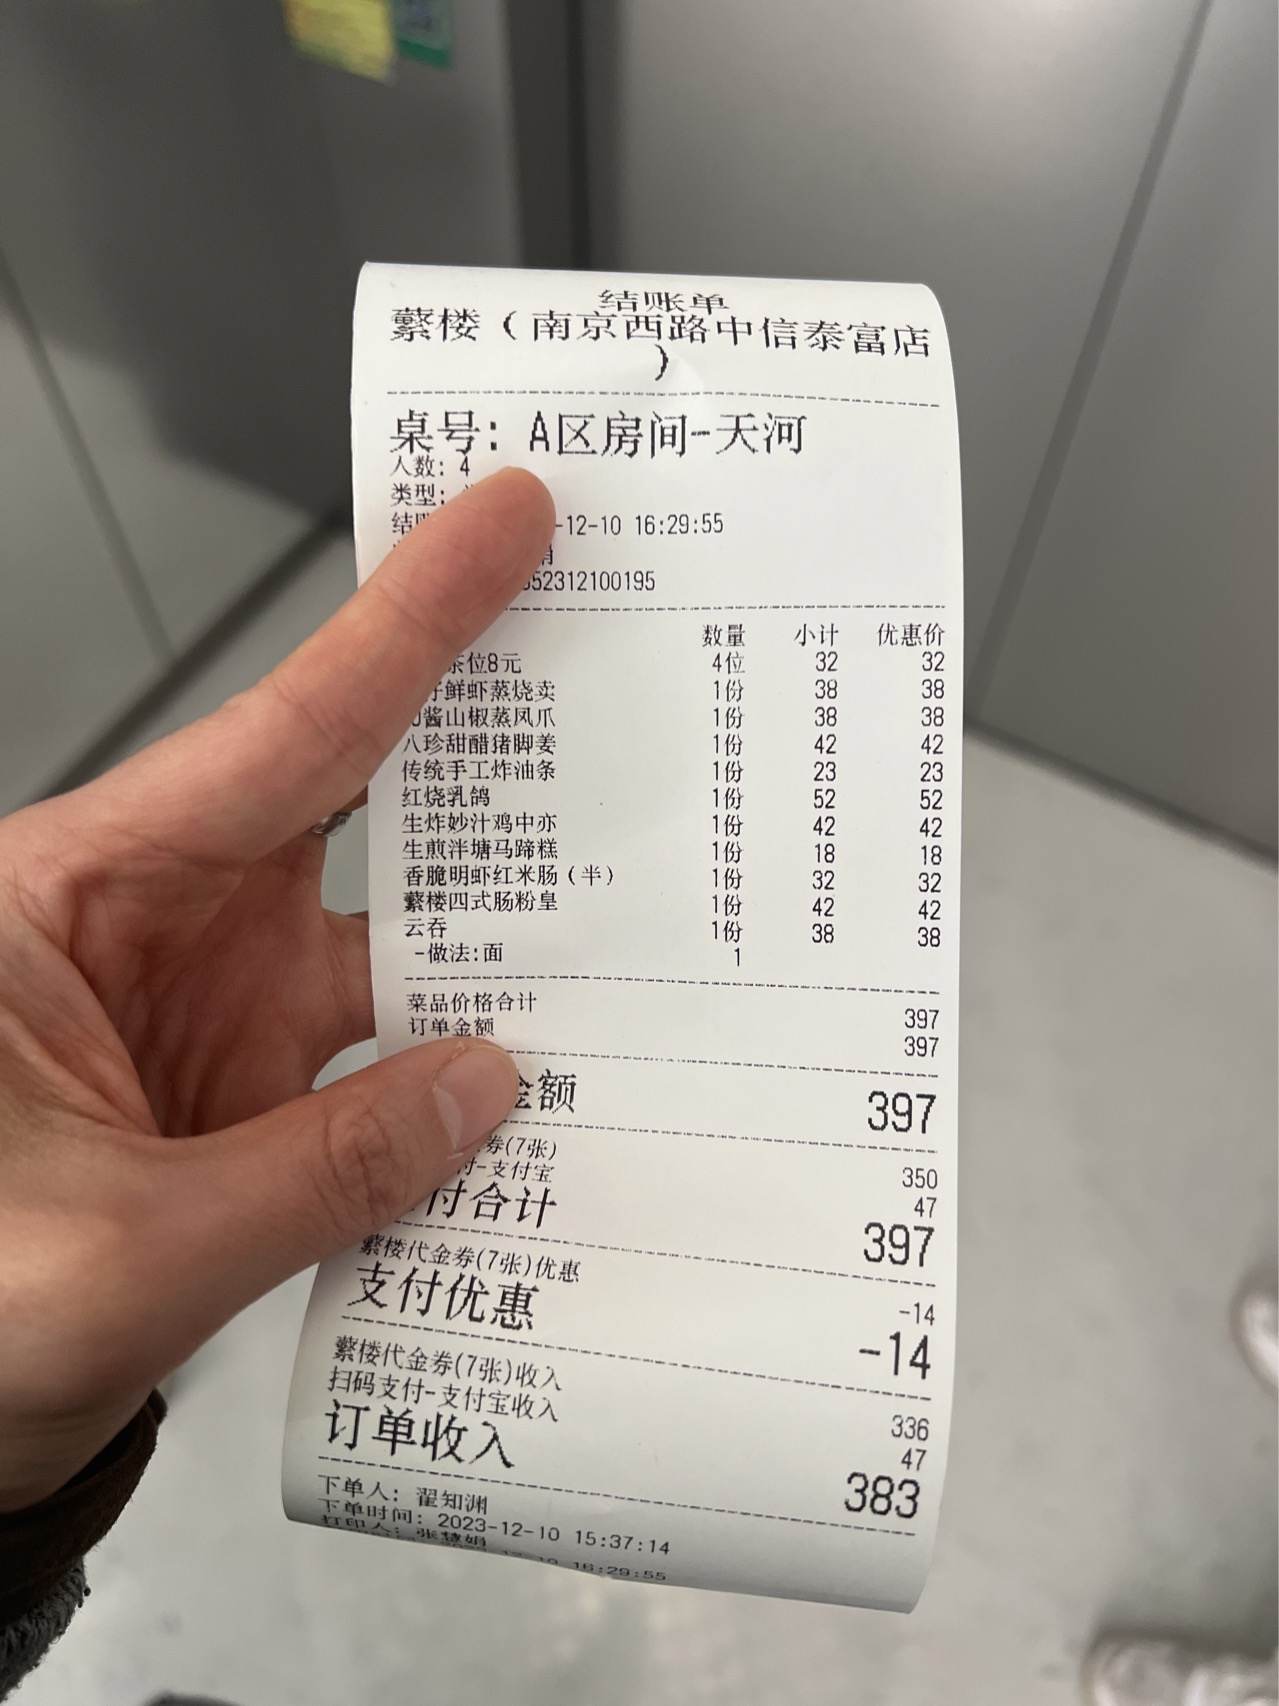 结账单
蘩楼（南京西路中信泰富店
）
桌号：A区房间-天河
人数：4
类型：
-12-10 16:29:55
娟
52312100195
数量 小计 优惠价
茶位8元 4位 32 32
鲜虾蒸烧卖 1份 38 38
酱山椒蒸凤爪 1份 38 38
八珍甜醋猪脚姜 1份 42 42
传统手工炸油条 1份 23 23
红烧乳鸽 1份 52 52
生炸妙汁鸡中亦 1份 42 42
生煎泮塘马蹄糕 1份 18 18
香脆明虾红米肠（半） 1份 32 32
蘩楼四式肠粉皇 1份 42 42
云吞 1份 38 38
-做法:面 1
菜品价格合计 397
订单金额 397
金额 397
券(7张) 350
付-支付宝 47
付合计 397
蘩楼代金券(7张)优惠 -14
支付优惠 -14
蘩楼代金券(7张)收入 336
扫码支付-支付宝收入 47
订单收入 383
下单人：翟知渊
下单时间：2023-12-10 15:37:14
打印人：张慧娟
16:29:55